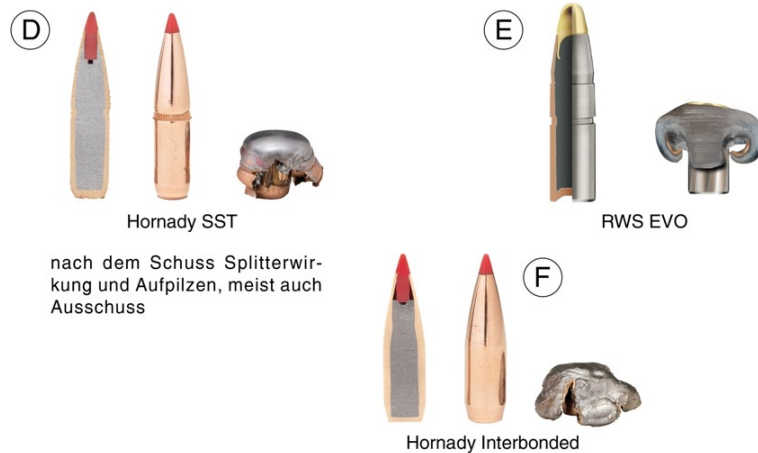 D
E
Hornady SST
RWS EVO
nach dem Schuss Splitterwir-
kung und Aufpilzen, meist auch
Ausschuss
F
Hornady Interbonded